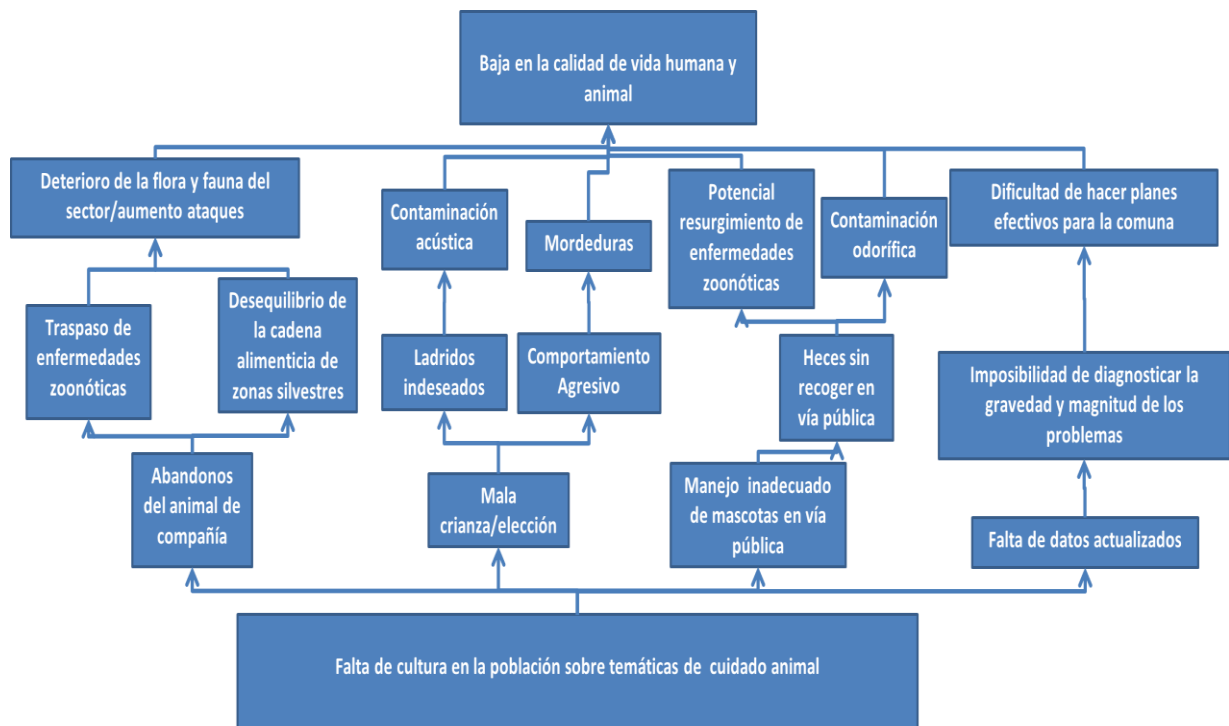 Baja en la calidad de vida humana y
animal
Deterioro de la flora y fauna del
sector/aumento ataques
Contaminación
acústica
Mordeduras
Potencial
resurgimiento de
enfermedades
zoonóticas
Contaminación
odorífica
Dificultad de hacer planes
efectivos para la comuna
Traspaso de
enfermedades
zoonóticas
Desequilibrio de
la cadena
alimenticia de
zonas silvestres
Ladridos
indeseados
Comportamiento
Agresivo
Heces sin
recoger en
vía pública
Imposibilidad de diagnosticar la
gravedad y magnitud de los
problemas
Abandonos
del animal de
compañía
Mala
crianza/elección
Manejo inadecuado
de mascotas en vía
pública
Falta de datos actualizados
Falta de cultura en la población sobre temáticas de cuidado animal